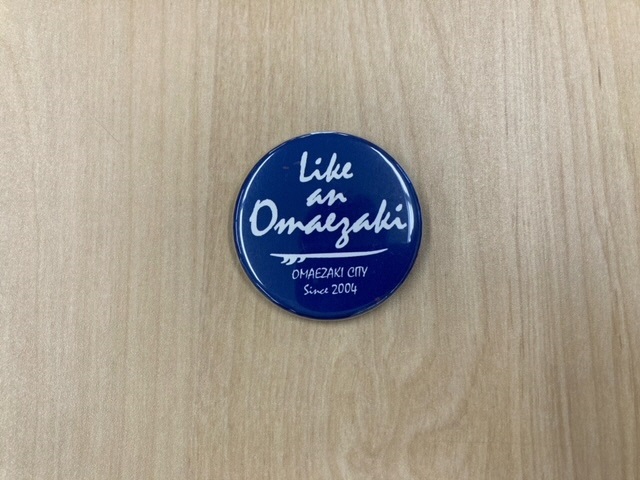 Like
an
Omaezaki
OMAEZAKI CITY
Since 2004